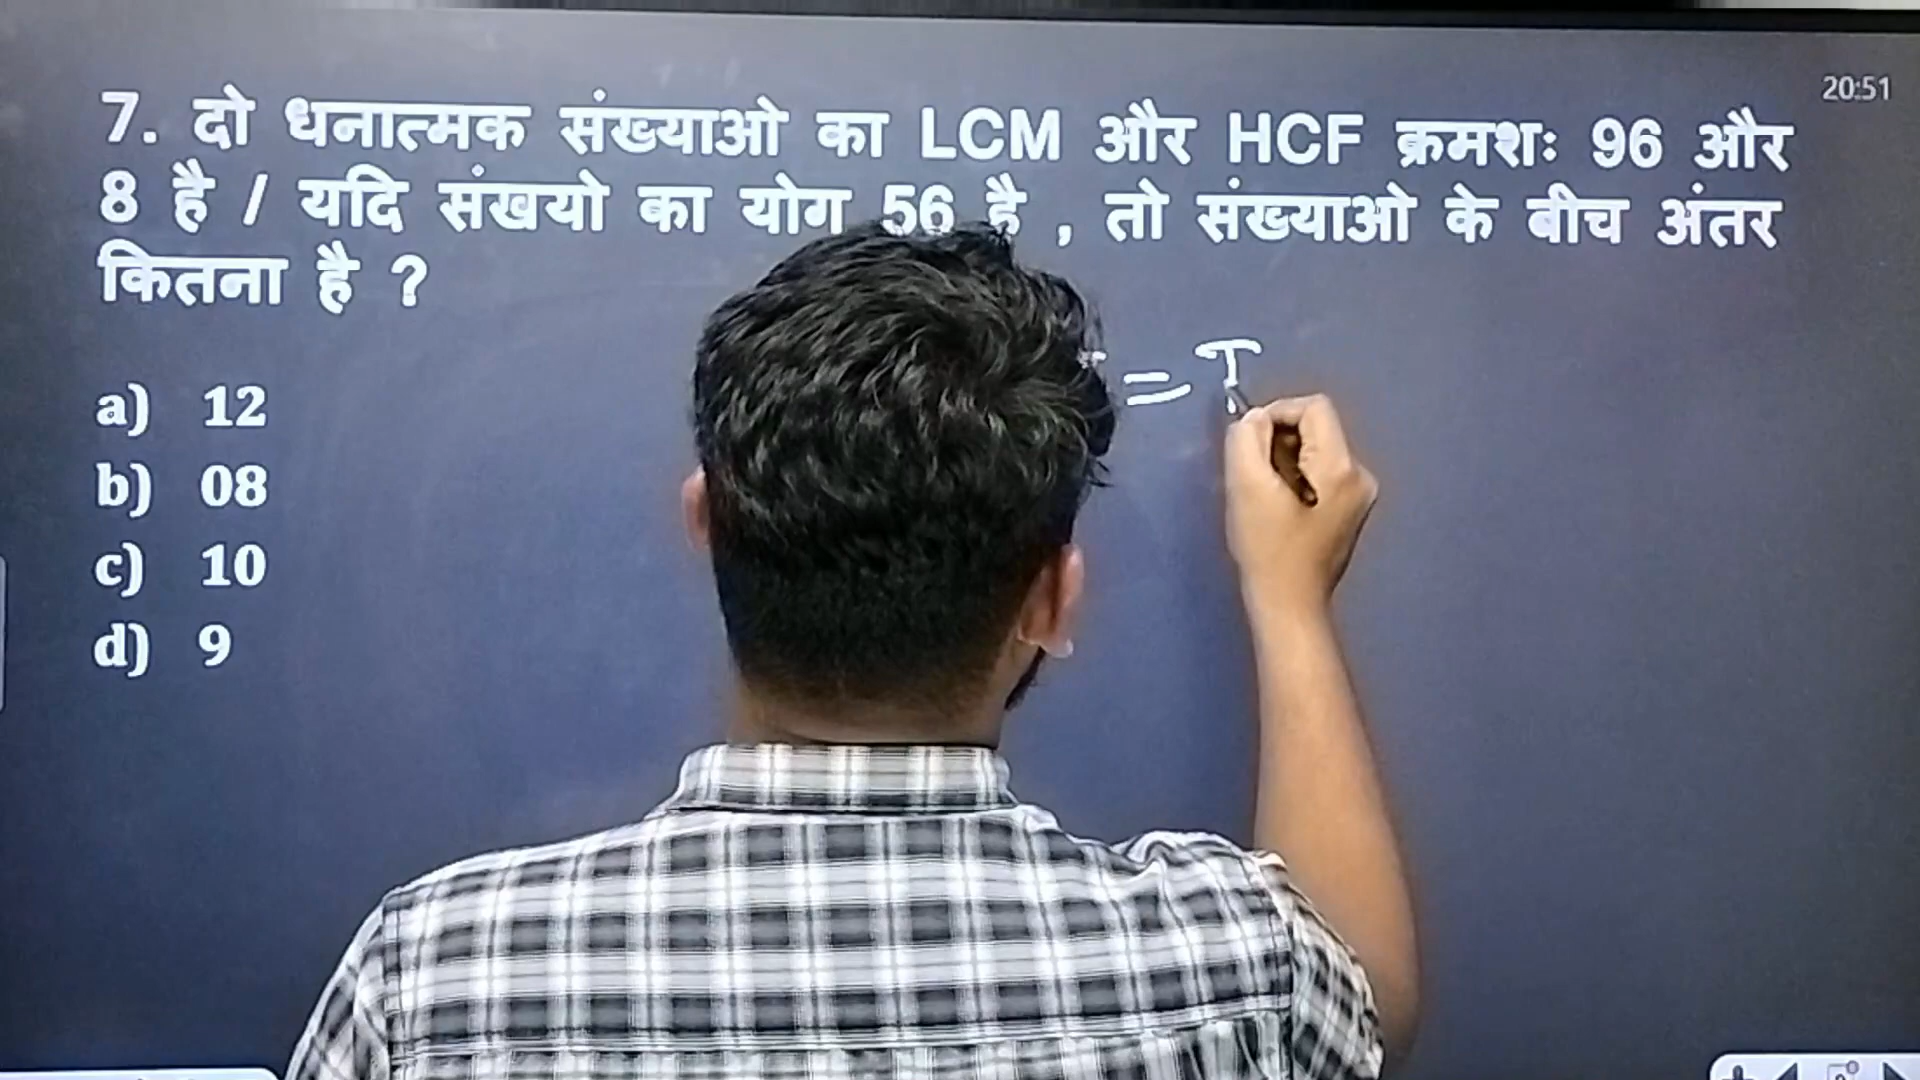 20:51
7. दो धनात्मक संख्याओ का LCM और HCF क्रमशः 96 और
8 है / यदि संखयो का योग 56 है , तो संख्याओ के बीच अंतर
कितना है ?
a) 12
b) 08
c) 10
d) 9
= I